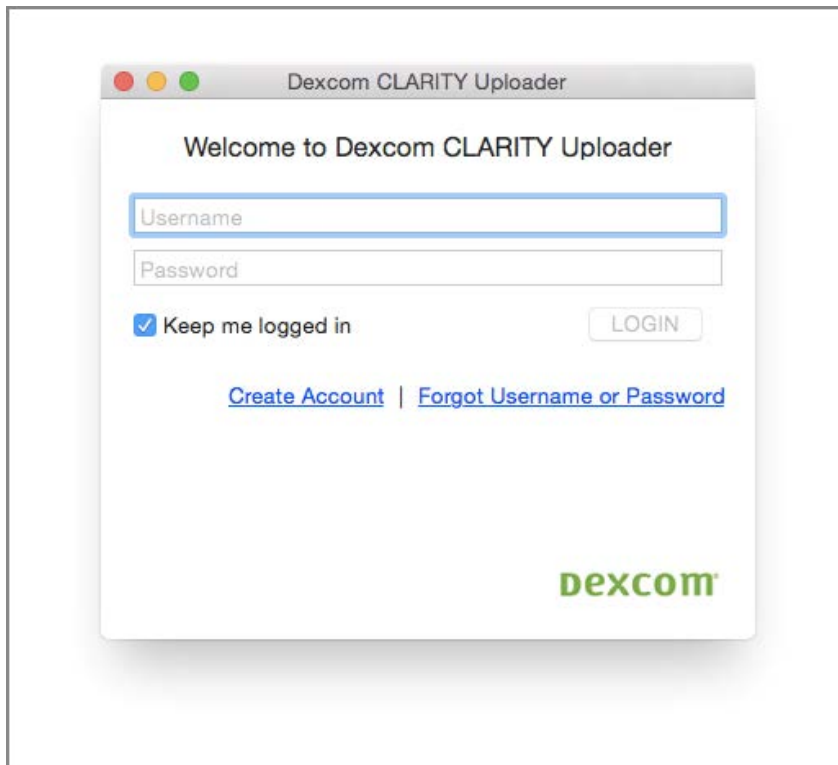 Dexcom CLARITY Uploader
Welcome to Dexcom CLARITY Uploader
Username
Password
Keep me logged in LOGIN
Create Account | Forgot Username or Password
Dexcom